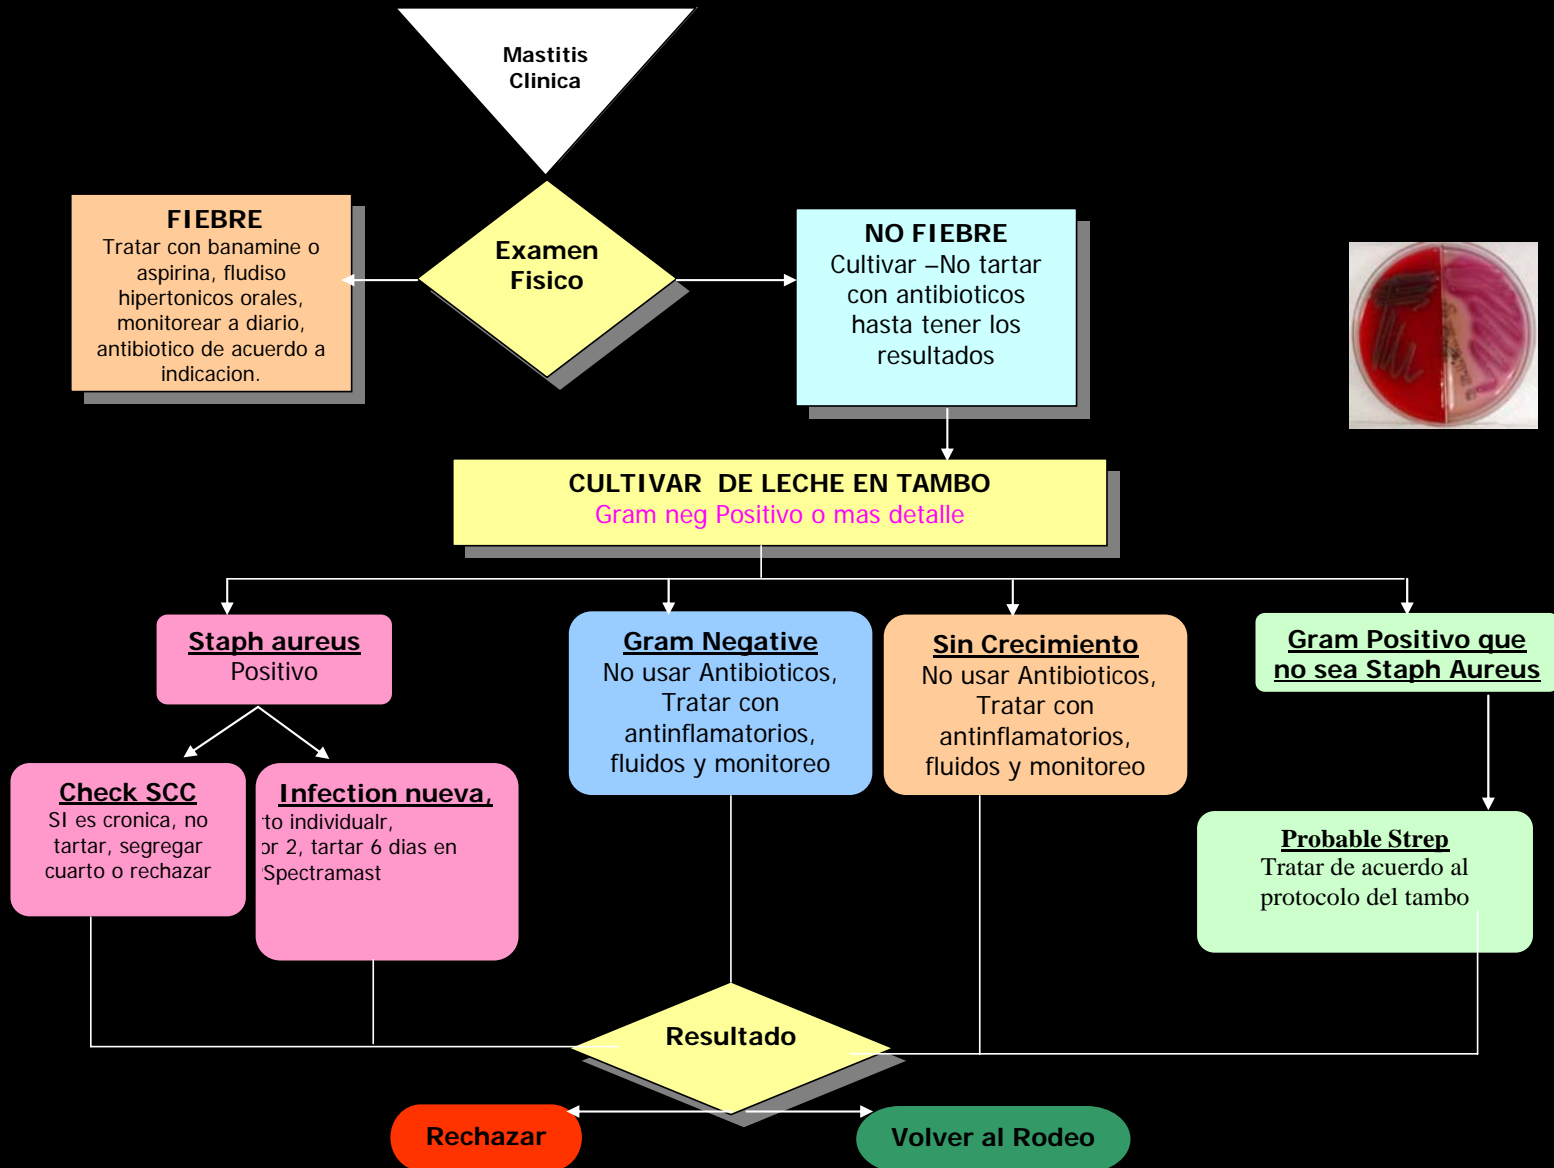 Mastitis
Clinica
FIEBRE
Tratar con banamine o
aspirina, fludiso
hipertonicos orales,
monitorear a diario,
antibiotico de acuerdo a
indicacion.
Examen
Fisico
NO FIEBRE
Cultivar –No tartar
con antibioticos
hasta tener los
resultados
CULTIVAR DE LECHE EN TAMBO
Gram neg Positivo o mas detalle
Staph aureus
Positivo
Gram Negative
No usar Antibioticos,
Tratar con
antinflamatorios,
fluidos y monitoreo
Sin Crecimiento
No usar Antibioticos,
Tratar con
antinflamatorios,
fluidos y monitoreo
Gram Positivo que
no sea Staph Aureus
Check SCC
SI es cronica, no
tartar, segregar
cuarto o rechazar
Infection nueva,
rto individualr,
or 2, tartar 6 dias en
Spectramast
Probable Strep
Tratar de acuerdo al
protocolo del tambo
Resultado
Rechazar
Volver al Rodeo